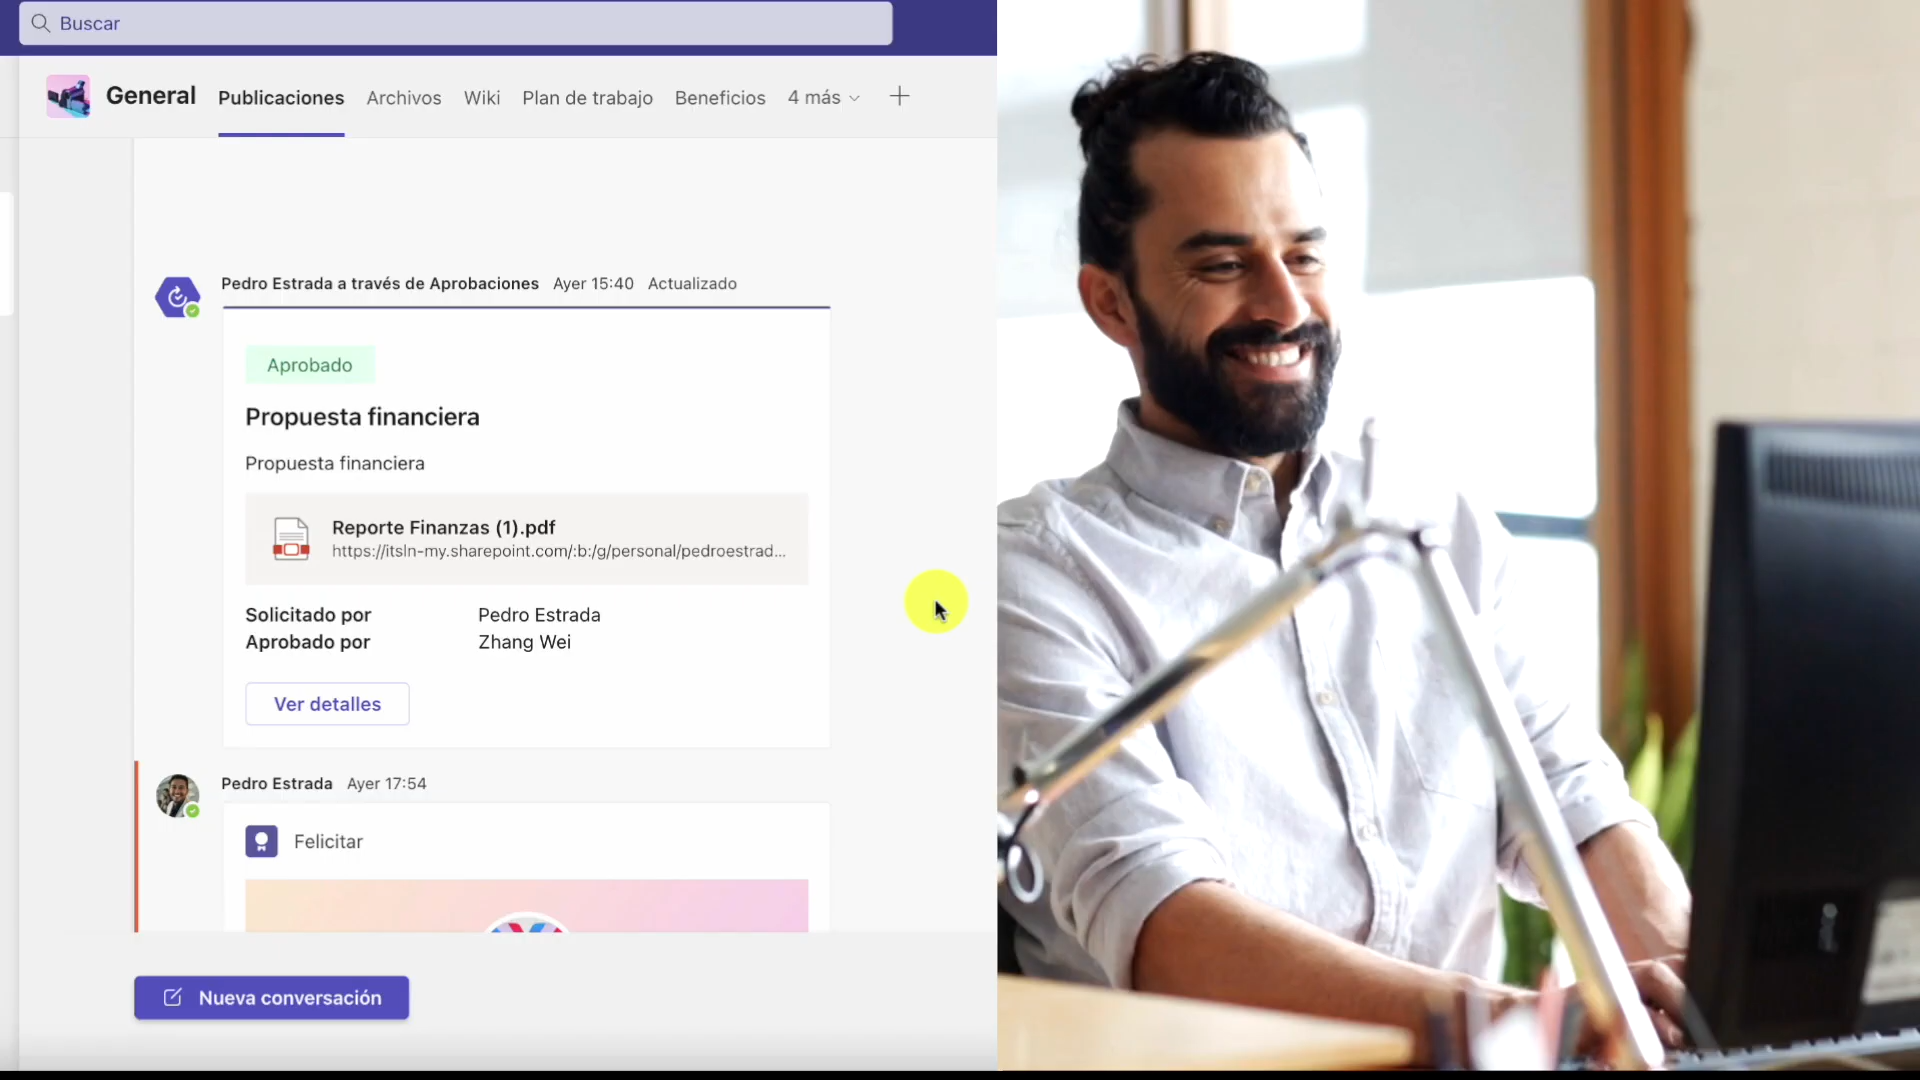 Buscar
General
Publicaciones
Archivos
Wiki
Plan de trabajo
Beneficios
4 más
Pedro Estrada a través de Aprobaciones Ayer 15:40 Actualizado
Aprobado
Propuesta financiera
Propuesta financiera
Reporte Finanzas (1).pdf
https://itsln-my.sharepoint.com/:b:/g/personal/pedroestrad...
Solicitado por Pedro Estrada
Aprobado por Zhang Wei
Ver detalles
Pedro Estrada Ayer 17:54
Felicitar
Nueva conversación